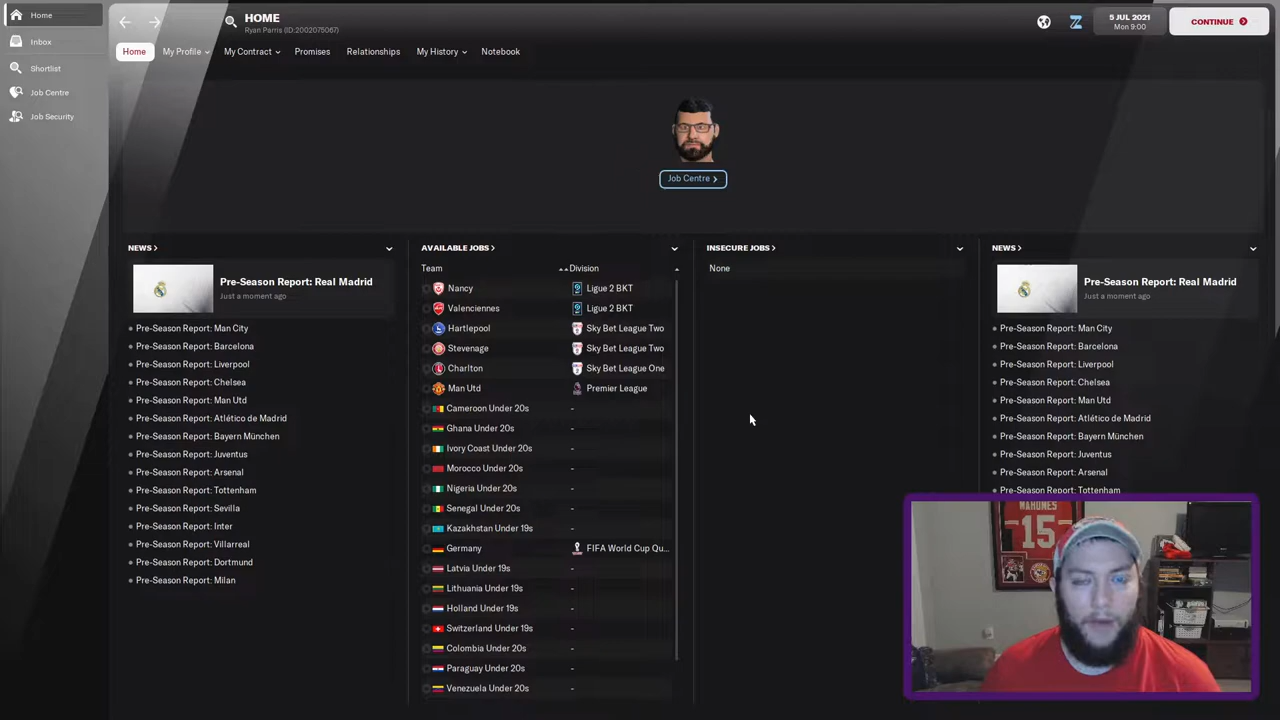 Home
Inbox
Shortlist
Job Centre
Job Security
HOME
Ryan Parris (ID:2002075067)
5 JUL 2021
Mon 9:00
CONTINUE
Home
My Profile
My Contract
Promises
Relationships
My History
Notebook
Job Centre
NEWS
Pre-Season Report: Real Madrid
Just a moment ago
Pre-Season Report: Man City
Pre-Season Report: Barcelona
Pre-Season Report: Liverpool
Pre-Season Report: Chelsea
Pre-Season Report: Man Utd
Pre-Season Report: Atlético de Madrid
Pre-Season Report: Bayern München
Pre-Season Report: Juventus
Pre-Season Report: Arsenal
Pre-Season Report: Tottenham
Pre-Season Report: Sevilla
Pre-Season Report: Inter
Pre-Season Report: Villarreal
Pre-Season Report: Dortmund
Pre-Season Report: Milan
AVAILABLE JOBS
Team Division
Nancy Ligue 2 BKT
Valenciennes Ligue 2 BKT
Hartlepool Sky Bet League Two
Stevenage Sky Bet League Two
Charlton Sky Bet League One
Man Utd Premier League
Cameroon Under 20s -
Ghana Under 20s -
Ivory Coast Under 20s -
Morocco Under 20s -
Nigeria Under 20s -
Senegal Under 20s -
Kazakhstan Under 19s -
Germany FIFA World Cup Qu...
Latvia Under 19s -
Lithuania Under 19s -
Holland Under 19s -
Switzerland Under 19s -
Colombia Under 20s -
Paraguay Under 20s -
Venezuela Under 20s -
INSECURE JOBS
None
NEWS
Pre-Season Report: Real Madrid
Just a moment ago
Pre-Season Report: Man City
Pre-Season Report: Barcelona
Pre-Season Report: Liverpool
Pre-Season Report: Chelsea
Pre-Season Report: Man Utd
Pre-Season Report: Atlético de Madrid
Pre-Season Report: Bayern München
Pre-Season Report: Juventus
Pre-Season Report: Arsenal
Pre-Season Report: Tottenham
MAHOMES
15